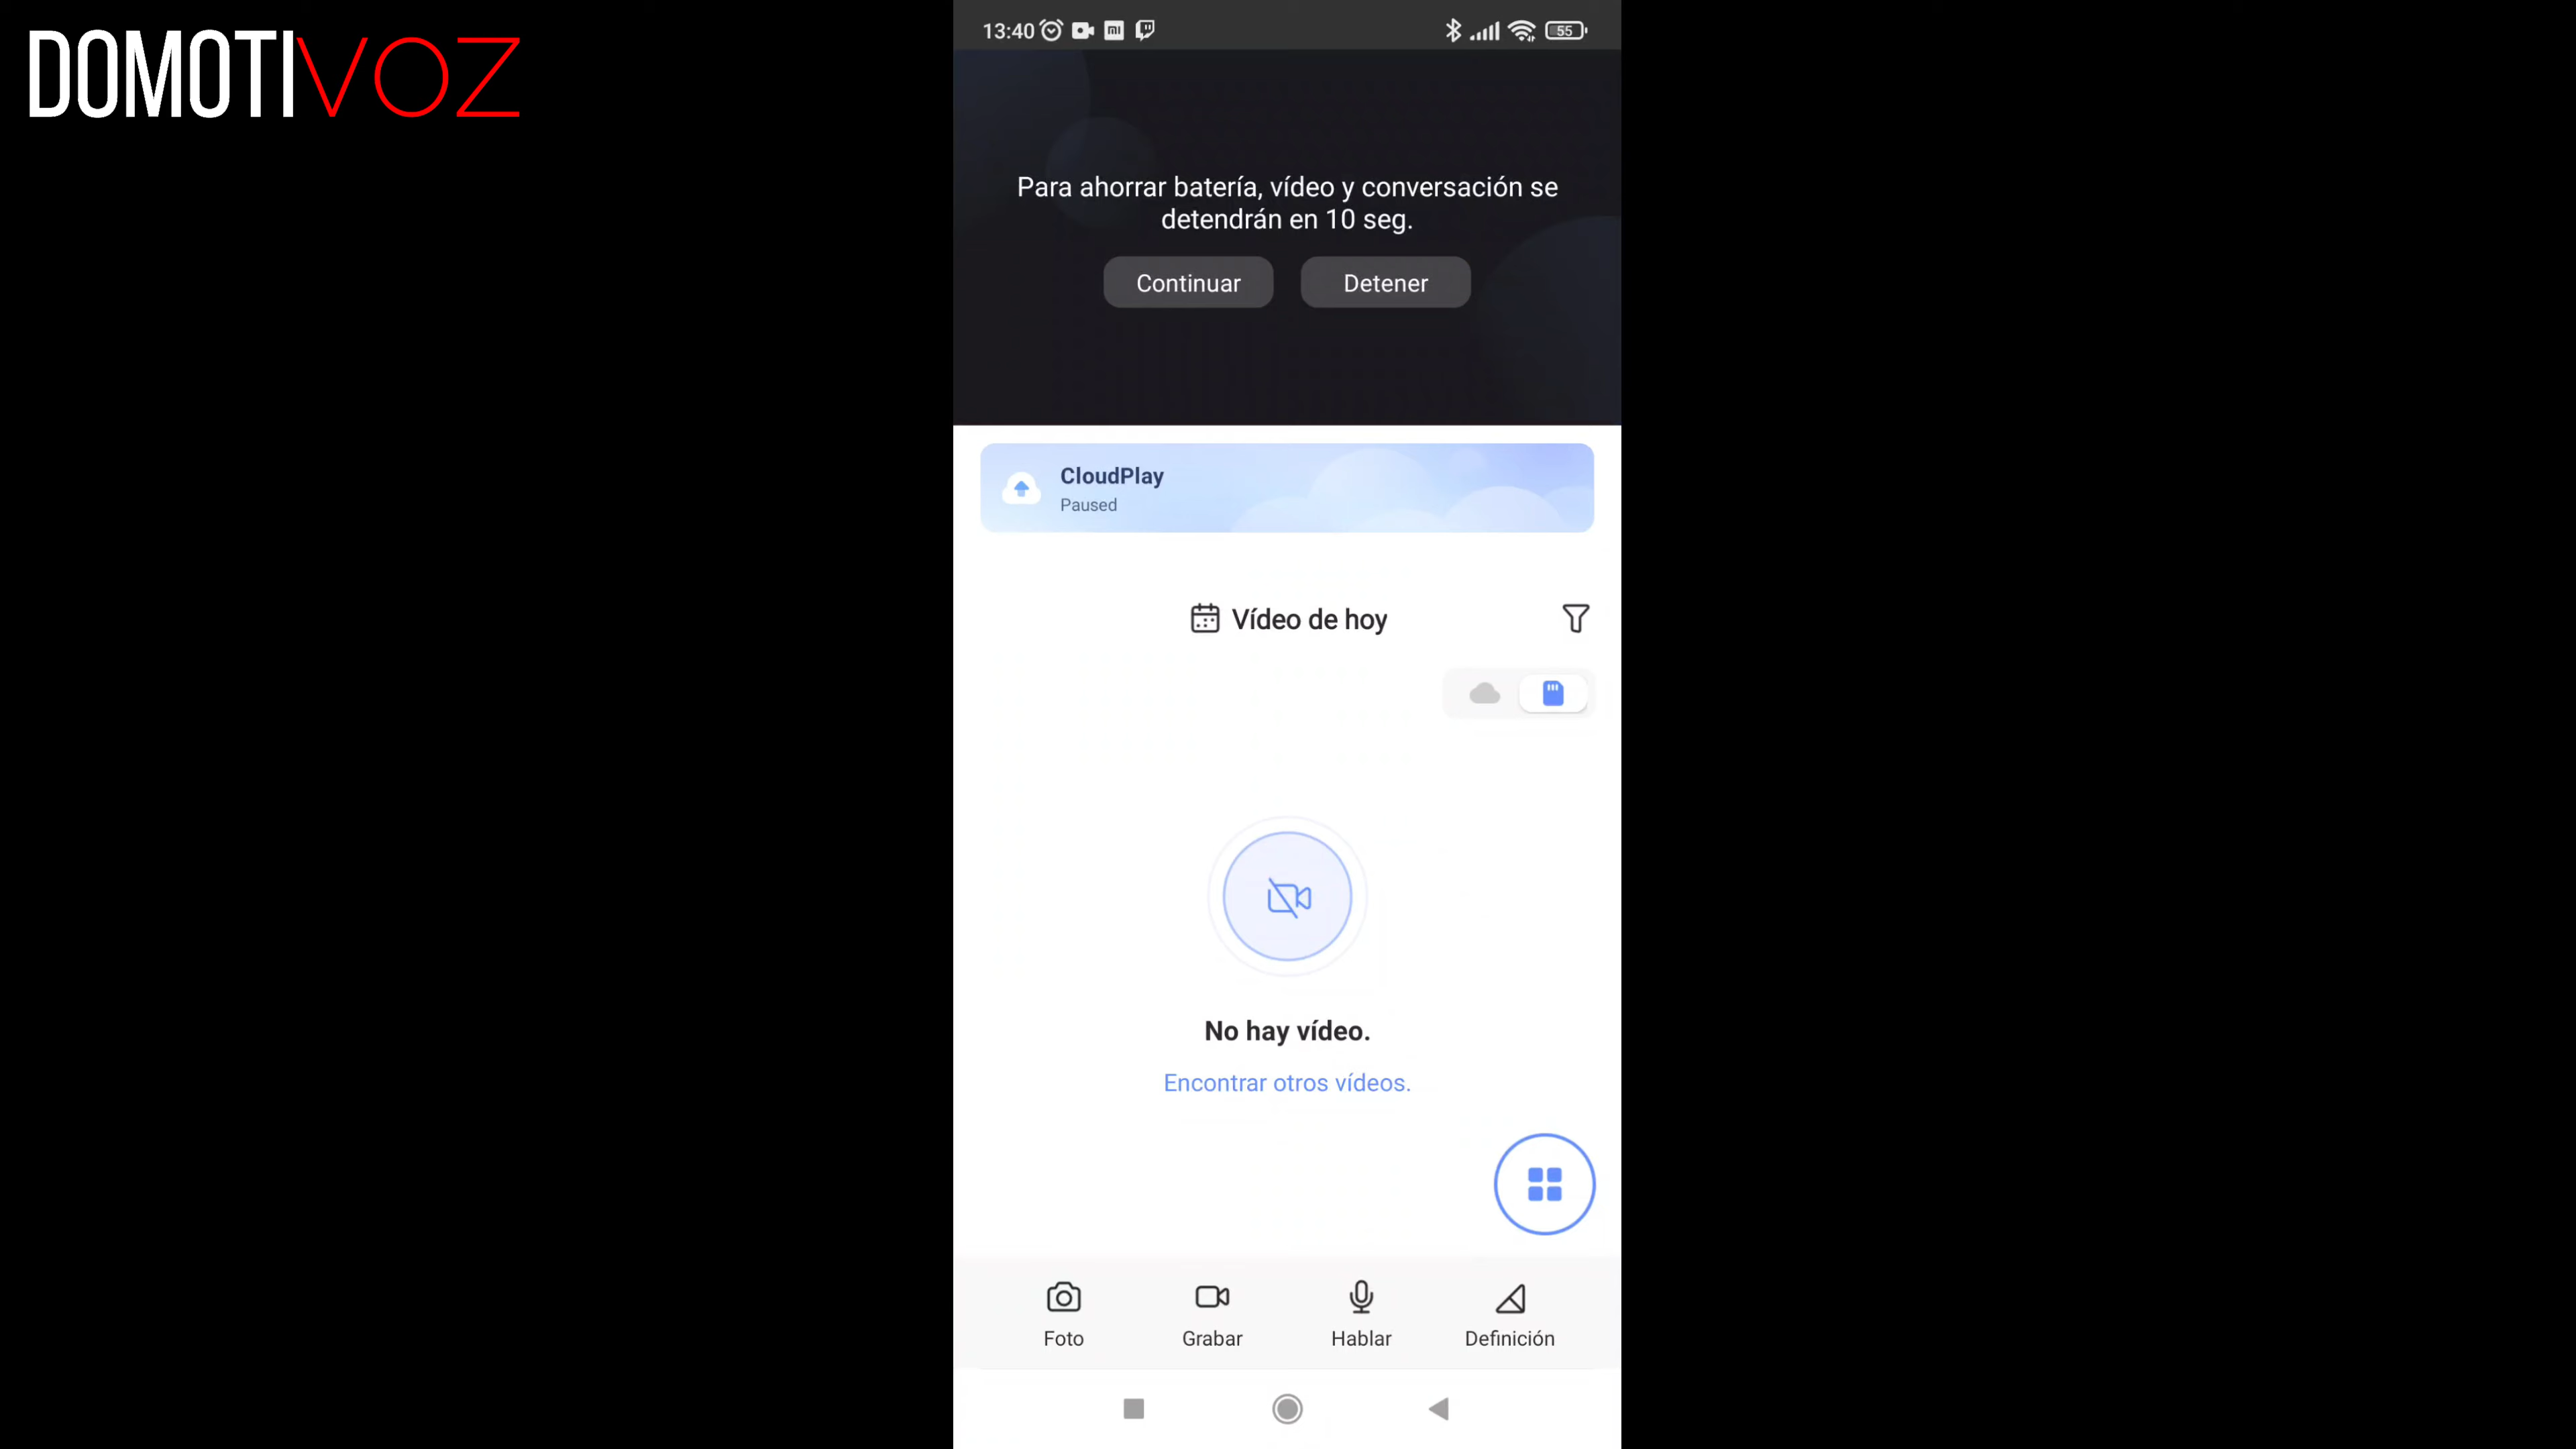 DOMOTIVOZ
13:40
55
Para ahorrar batería, vídeo y conversación se
detendrán en 10 seg.
Continuar
Detener
CloudPlay
Paused
Vídeo de hoy
No hay vídeo.
Encontrar otros vídeos.
Foto
Grabar
Hablar
Definición